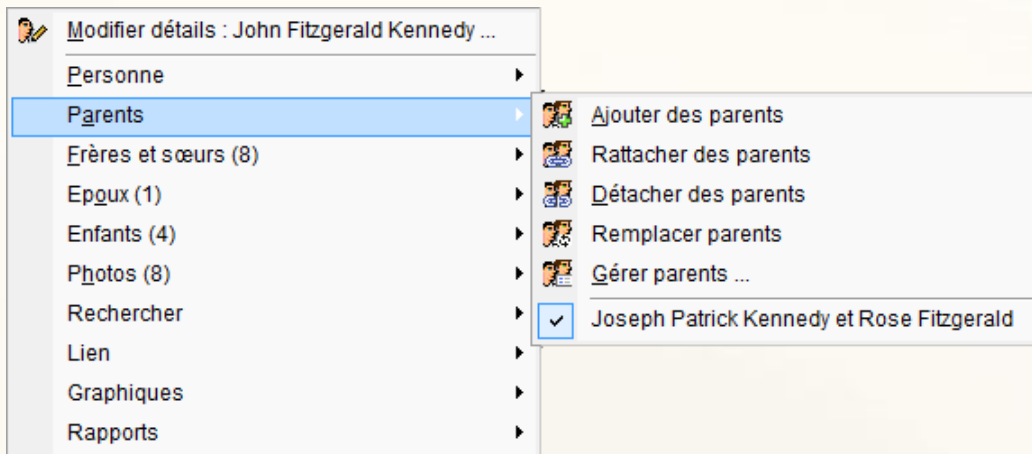 Modifier détails : John Fitzgerald Kennedy ...
Personne
Parents
Frères et sœurs (8)
Epoux (1)
Enfants (4)
Photos (8)
Rechercher
Lien
Graphiques
Rapports
Ajouter des parents
Rattacher des parents
Détacher des parents
Remplacer parents
Gérer parents ...
Joseph Patrick Kennedy et Rose Fitzgerald